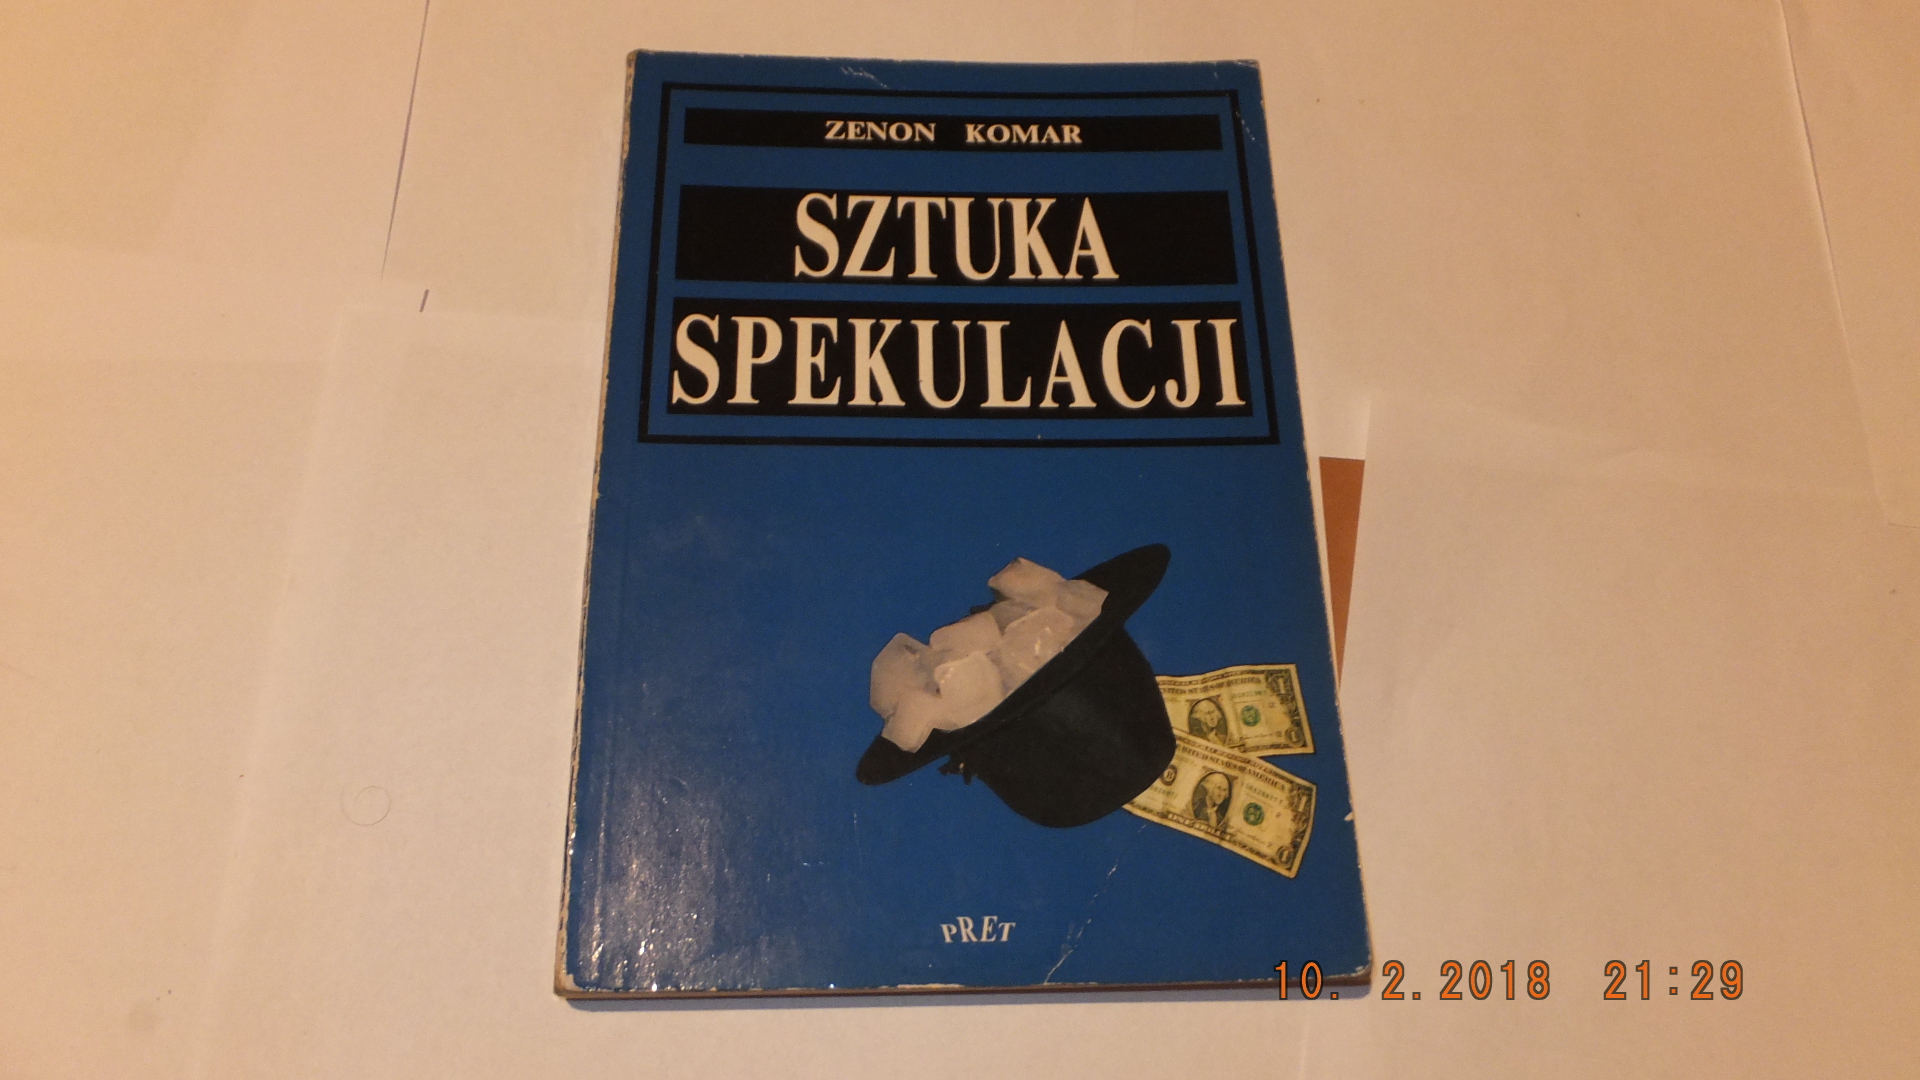 ZENON KOMAR
SZTUKA
SPEKULACJI
PRET
10. 2.2018 21:29